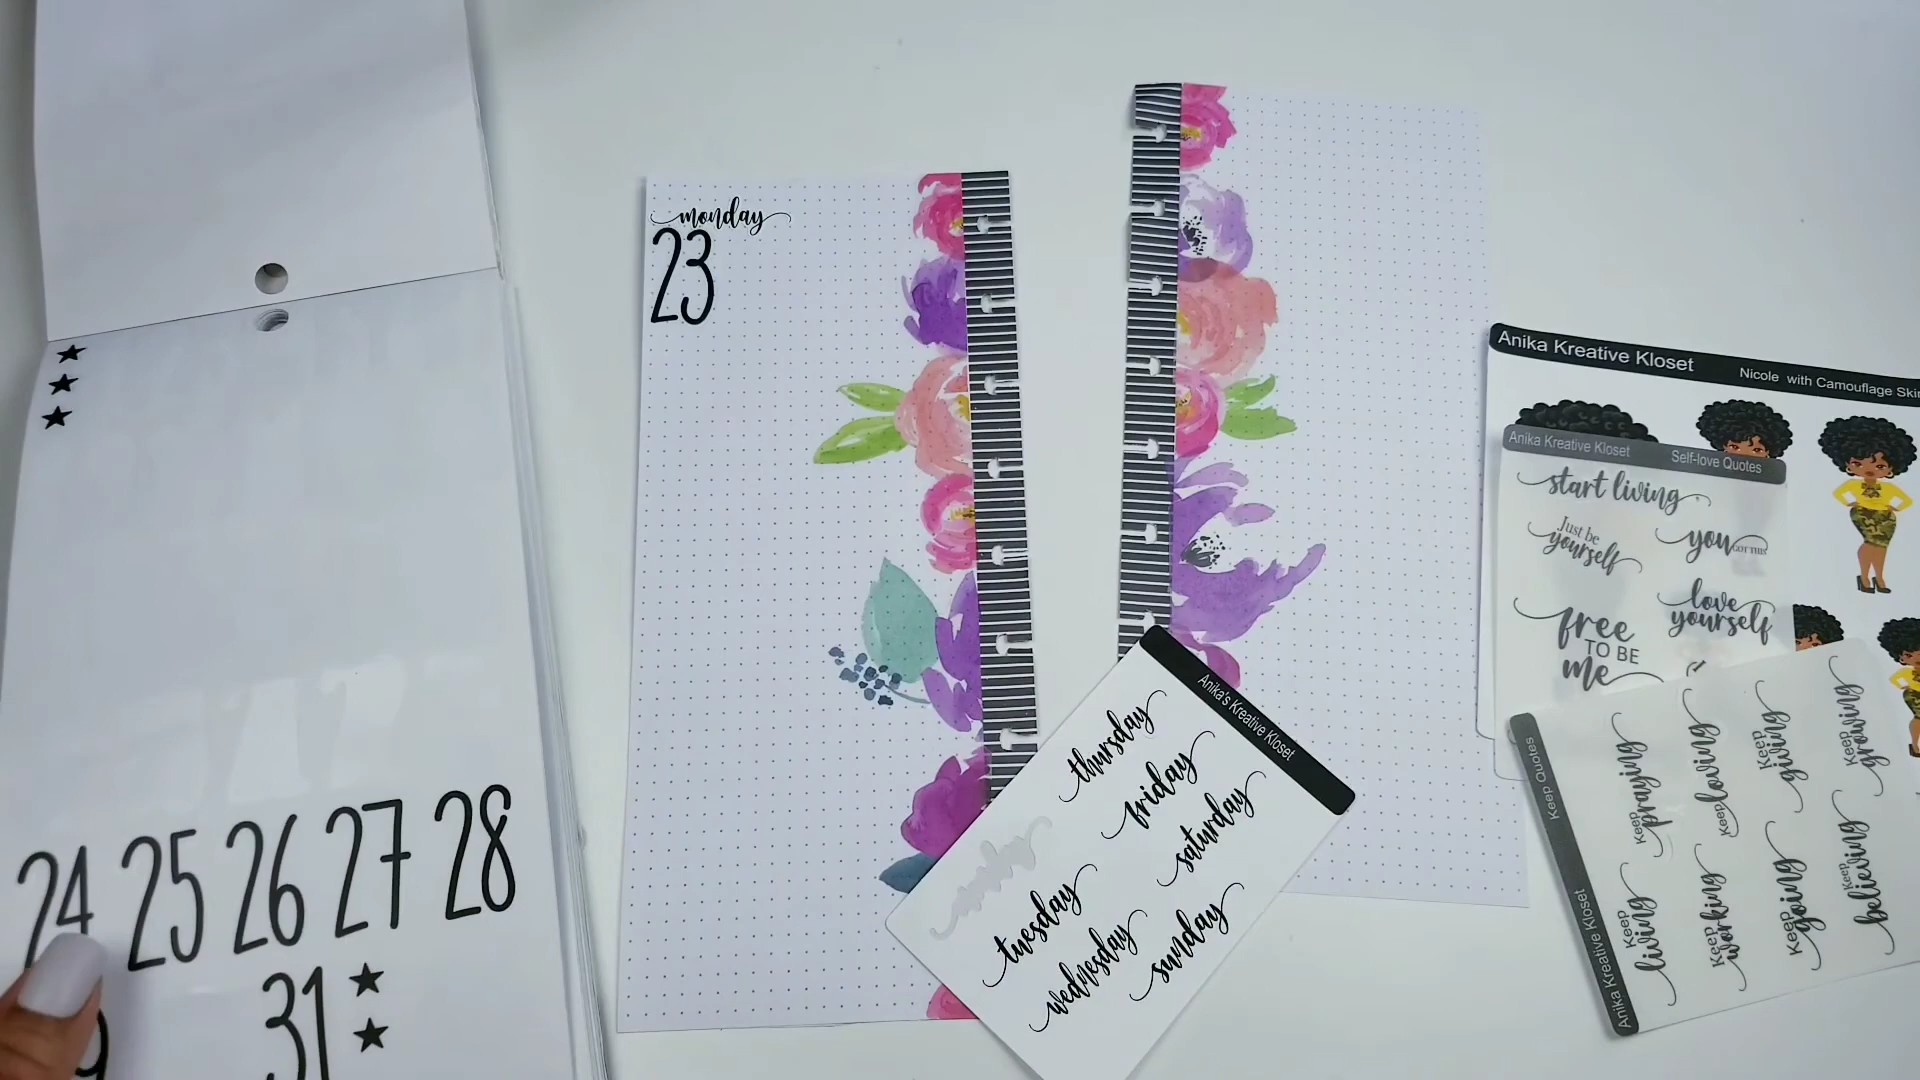 monday
23
24 25 26 27 28
31
thursday
friday
saturday
tuesday
wednesday
sunday
Anika's Kreative Kloset
Anika Kreative Kloset
Nicole with Camouflage
Anika Kreative Kloset
Self-love Quotes
start living
Just be
yourself
you GOT THIS
free
TO BE
me
love
yourself
Anika Kreative Kloset
Keep Quotes
Keep
praying
Keep
loving
Keep
giving
Keep
growing
Keep
living
Keep
working
Keep
going
Keep
believing